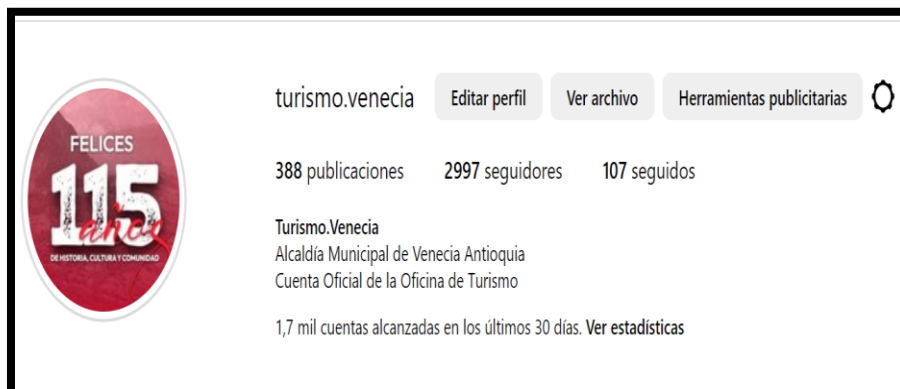 FELICES
115
años
DE HISTORIA, CULTURA Y COMUNIDAD
turismo.venecia Editar perfil Ver archivo Herramientas publicitarias
388 publicaciones 2997 seguidores 107 seguidos
Turismo.Venecia
Alcaldía Municipal de Venecia Antioquia
Cuenta Oficial de la Oficina de Turismo
1,7 mil cuentas alcanzadas en los últimos 30 días. Ver estadísticas